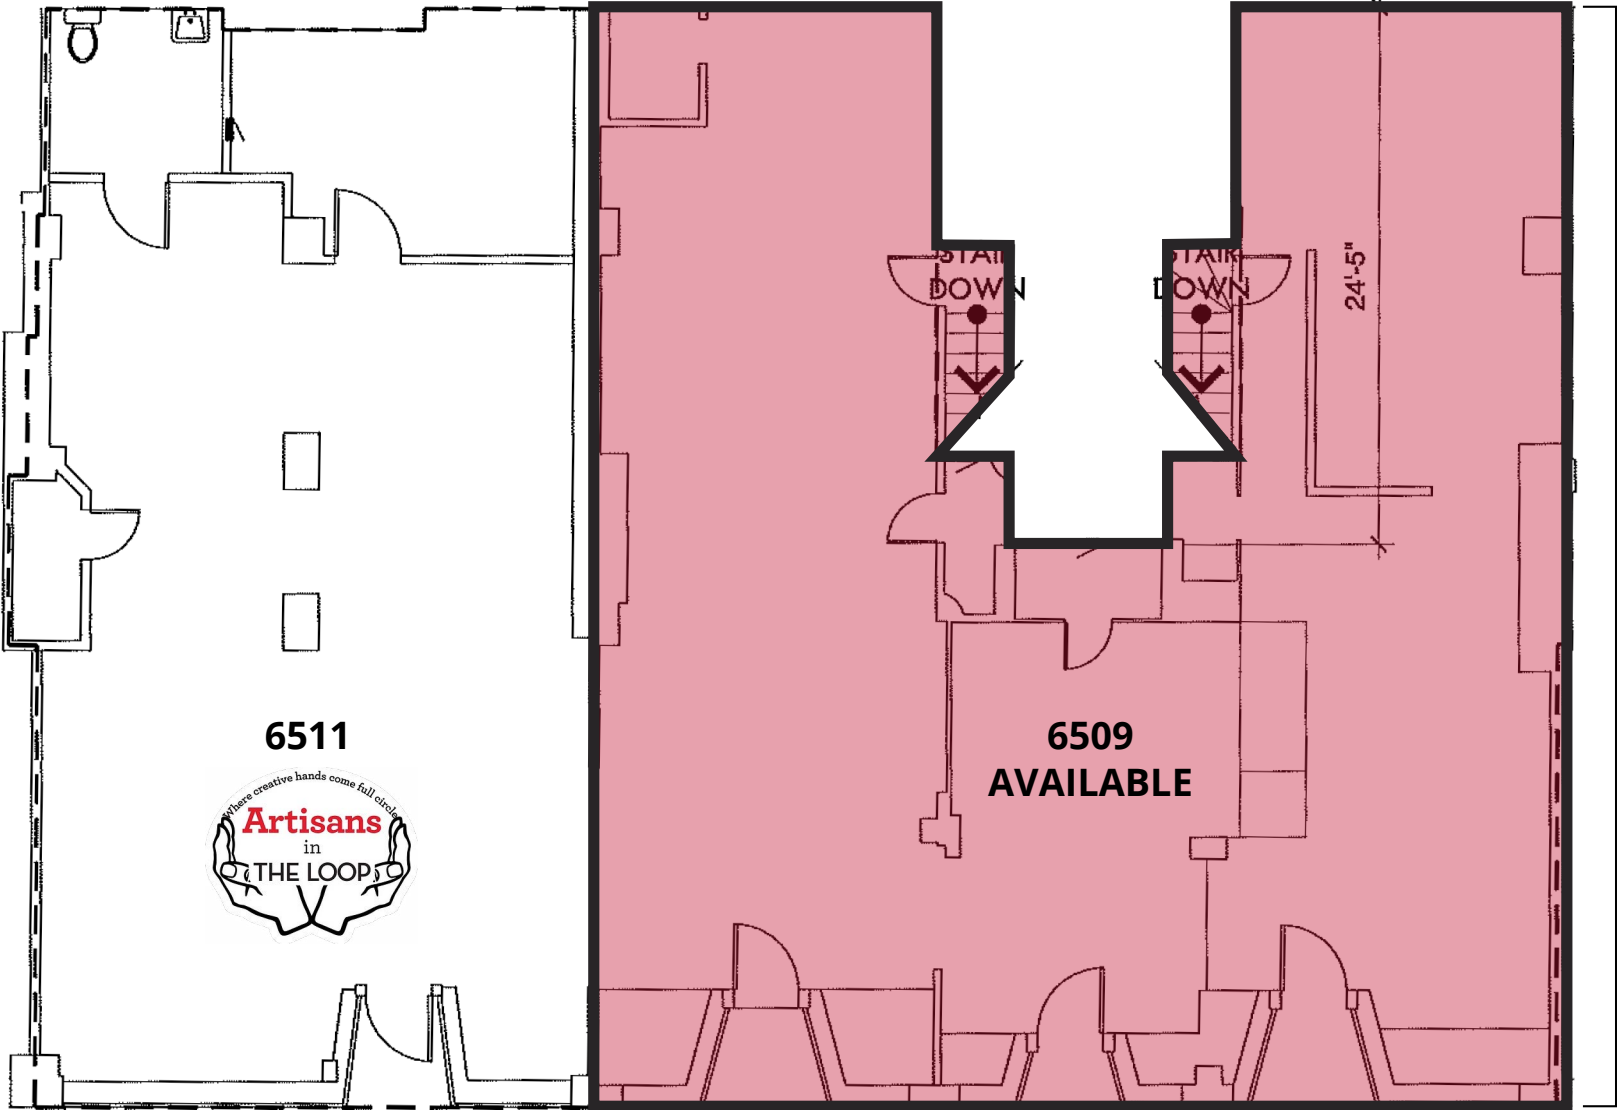 STAIR
DOWN
STAIR
DOWN
24'-5"
6511
Where creative hands come full circle
Artisans
in
THE LOOP
6509
AVAILABLE